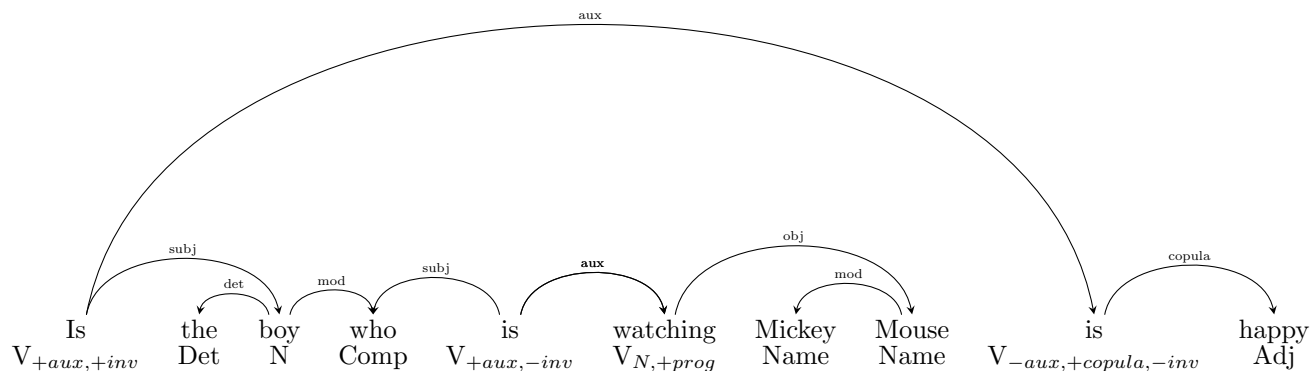 aux
subj
det
mod
subj
aux
obj
mod
copula
Is the boy who is watching Mickey Mouse is happy
V+aux,+inv Det N Comp V+aux,−inv VN,+prog Name Name V−aux,+copula,−inv Adj